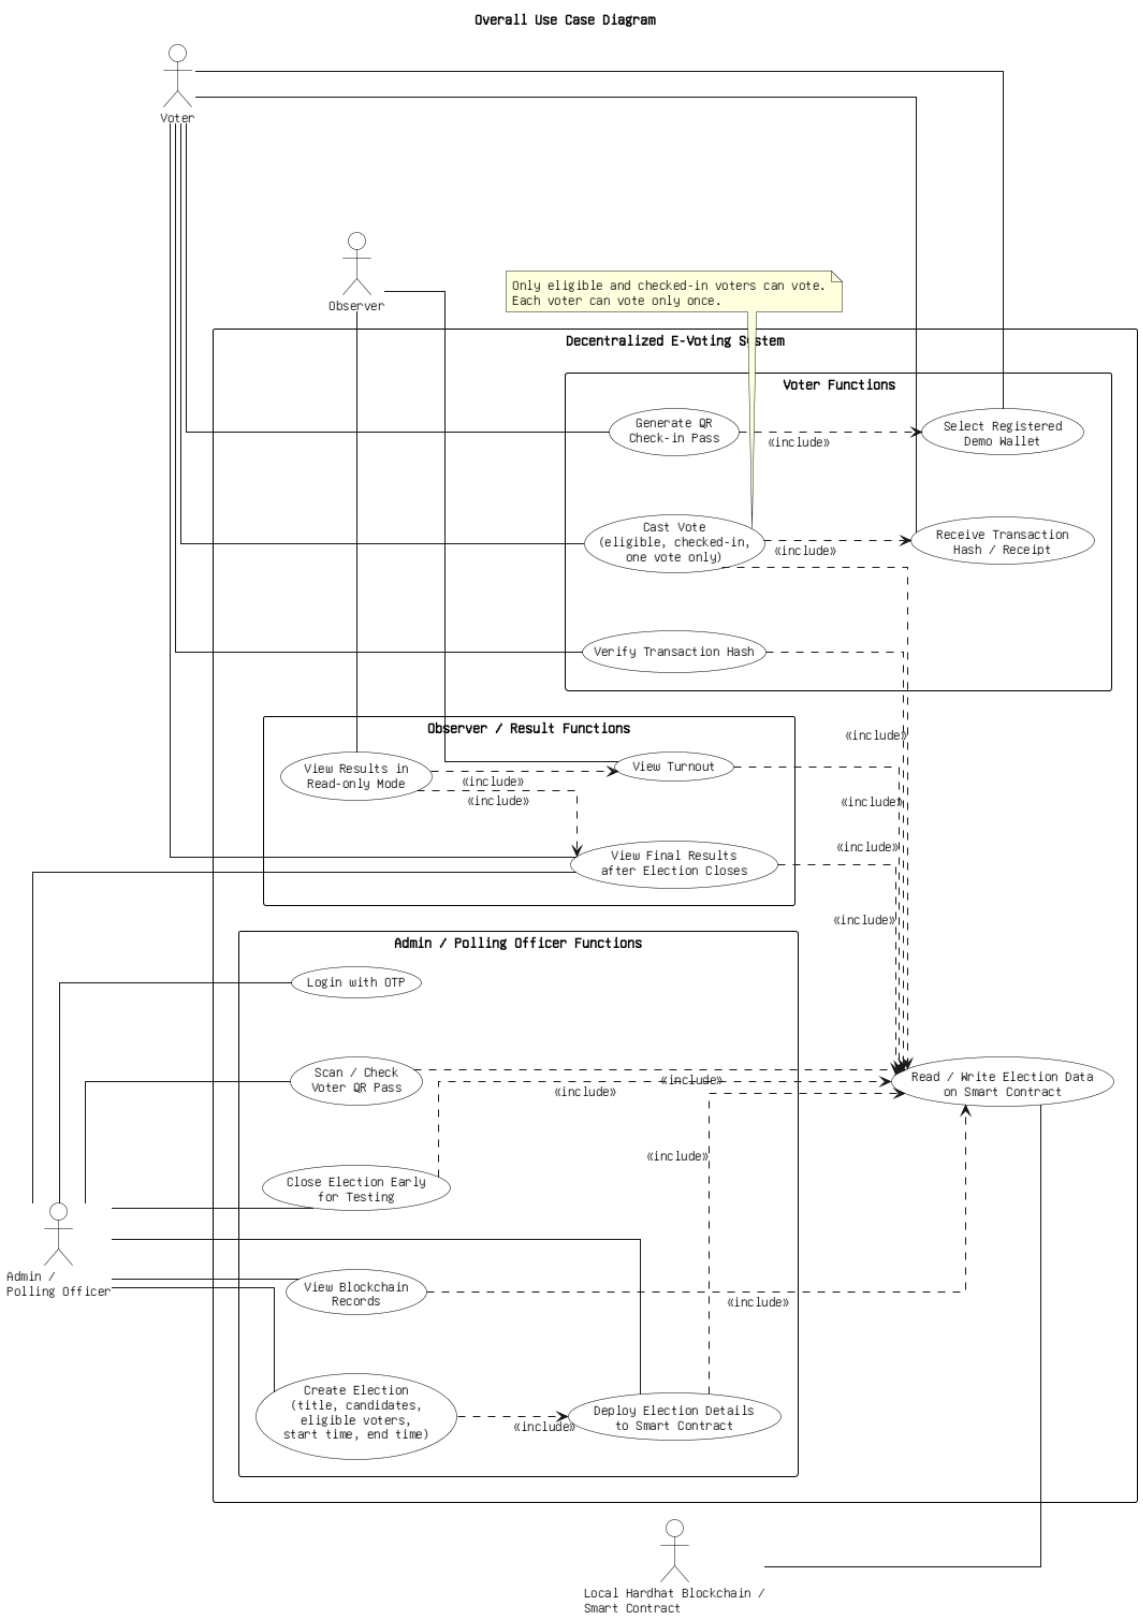 Overall Use Case Diagram
Voter
Observer
Only eligible and checked-in voters can vote.
Each voter can vote only once.
Decentralized E-Voting System
Voter Functions
Generate QR
Check-in Pass
«include»
Select Registered
Demo Wallet
Cast Vote
(eligible, checked-in,
one vote only)
«include»
Receive Transaction
Hash / Receipt
Verify Transaction Hash
«include»
Observer / Result Functions
View Results in
Read-only Mode
«include»
«include»
View Turnout
«include»
View Final Results
after Election Closes
«include»
«include»
Admin / Polling Officer Functions
Login with OTP
Scan / Check
Voter QR Pass
«include»
«include»
Read / Write Election Data
on Smart Contract
Close Election Early
for Testing
«include»
Admin /
Polling Officer
View Blockchain
Records
«include»
Create Election
(title, candidates,
eligible voters,
start time, end time)
«include»
Deploy Election Details
to Smart Contract
Local Hardhat Blockchain /
Smart Contract